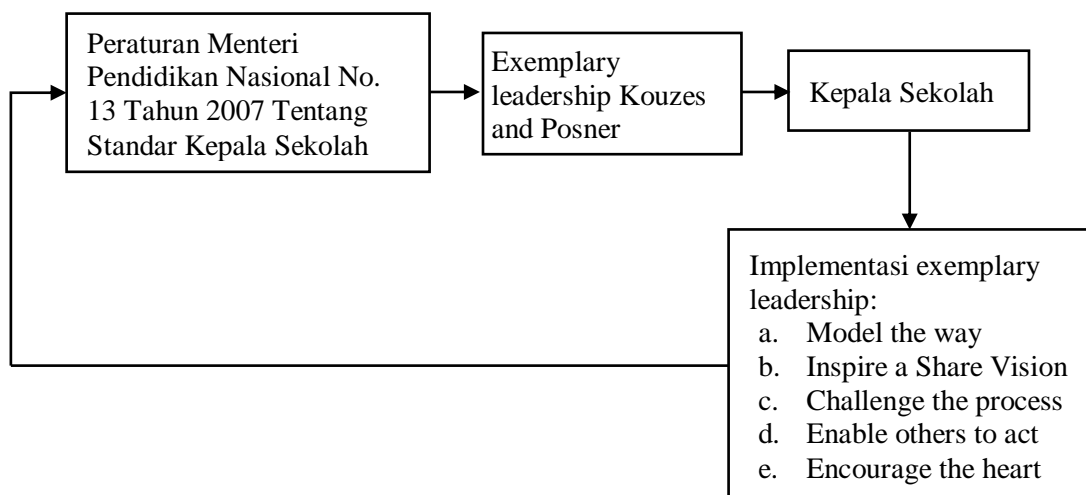 Peraturan Menteri
Pendidikan Nasional No.
13 Tahun 2007 Tentang
Standar Kepala Sekolah
Exemplary
leadership Kouzes
and Posner
Kepala Sekolah
Implementasi exemplary
leadership:
a. Model the way
b. Inspire a Share Vision
c. Challenge the process
d. Enable others to act
e. Encourage the heart